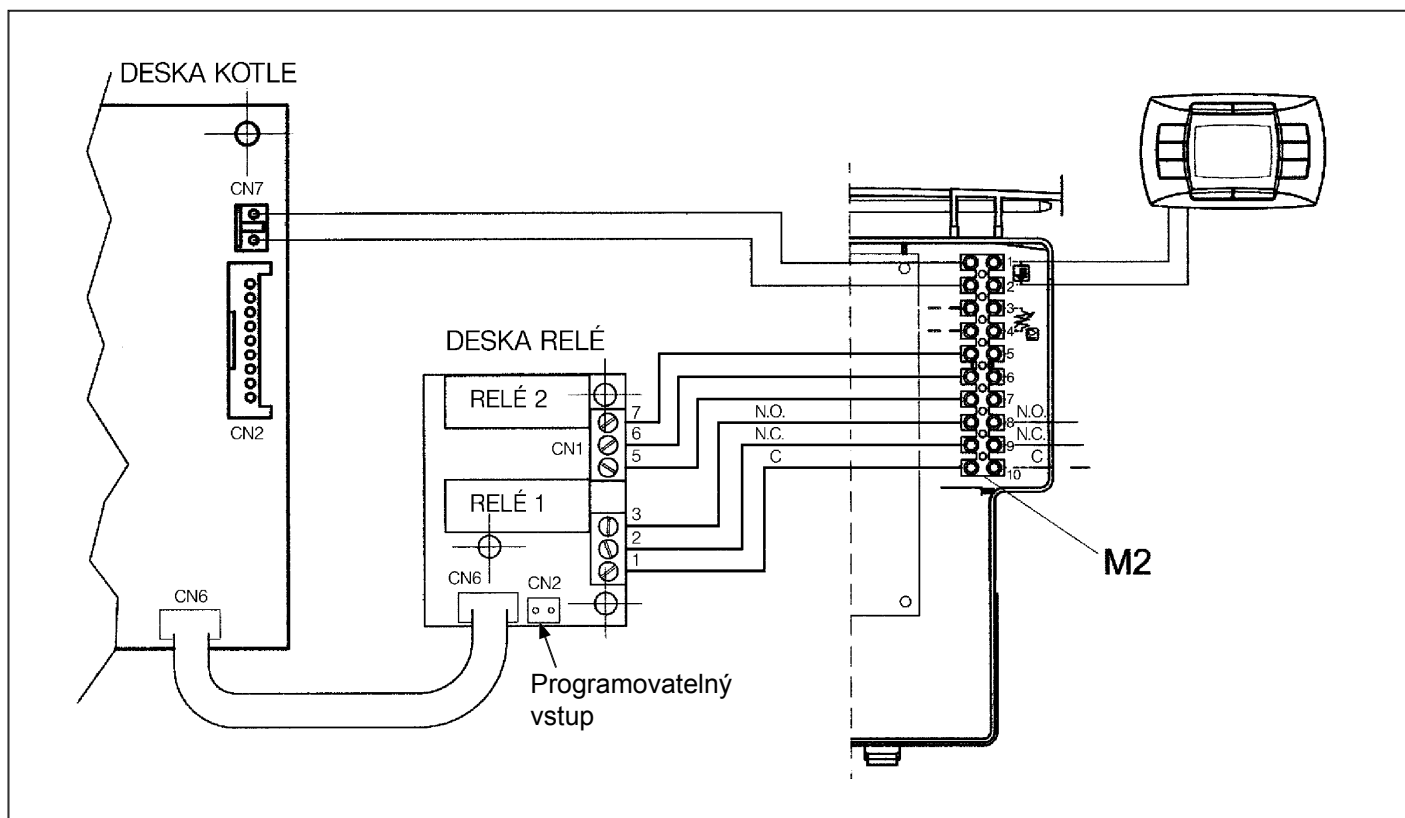 DESKA KOTLE
CN7
CN2
CN6
DESKA RELÉ
RELÉ 2
7
6
CN1
5
RELÉ 1
3
2
1
CN6
CN2
Programovatelný
vstup
N.O.
N.C.
C
1
2
3
4
5
6
7
8
N.O.
9
N.C.
10
C
M2